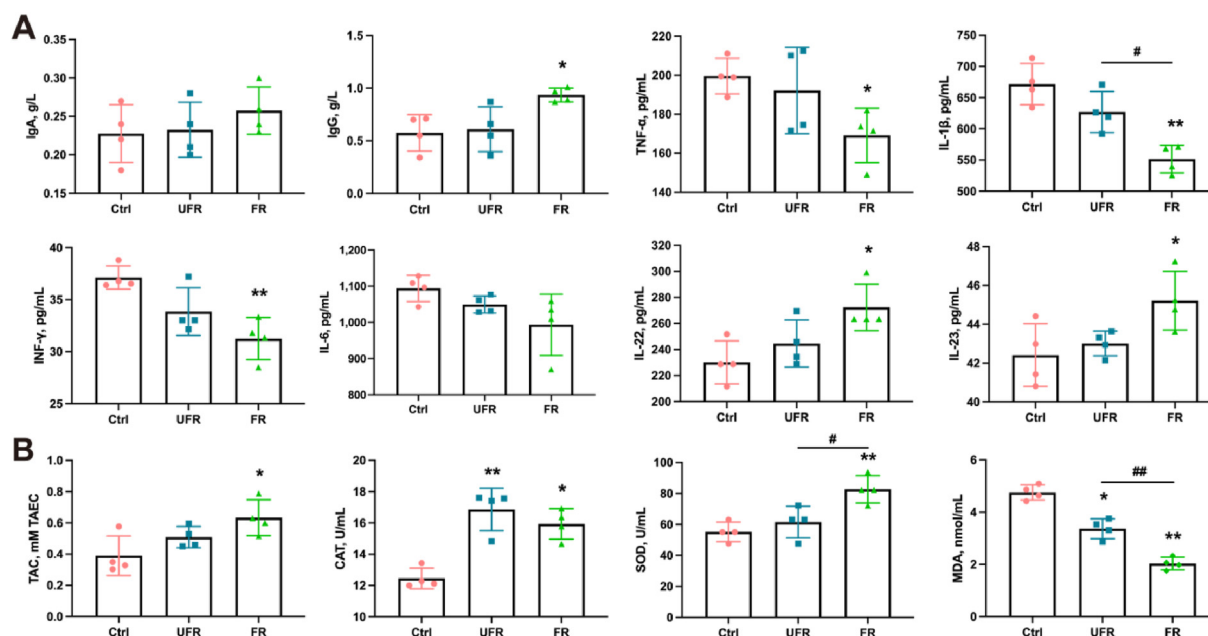 A
IgA, g/L
0.35
0.30
0.25
0.20
0.15
Ctrl
UFR
FR
IgG, g/L
1.5
1.0
0.5
0.0
*
Ctrl
UFR
FR
TNF-α, pg/mL
220
200
180
160
140
*
Ctrl
UFR
FR
IL-1β, pg/mL
750
700
650
600
550
500
#
**
Ctrl
UFR
FR
INF-γ, pg/mL
40
35
30
25
**
Ctrl
UFR
FR
IL-6, pg/mL
1,200
1,100
1,000
900
800
Ctrl
UFR
FR
IL-22, pg/mL
320
300
280
260
240
220
200
*
Ctrl
UFR
FR
IL-23, pg/mL
48
46
44
42
40
*
Ctrl
UFR
FR
B
TAC, mM TAEC
1.0
0.8
0.6
0.4
0.2
0.0
*
Ctrl
UFR
FR
CAT, U/mL
20
18
16
14
12
10
**
*
Ctrl
UFR
FR
SOD, U/mL
100
80
60
40
20
0
#
**
Ctrl
UFR
FR
MDA, nmol/mL
6
4
2
0
*
##
**
Ctrl
UFR
FR